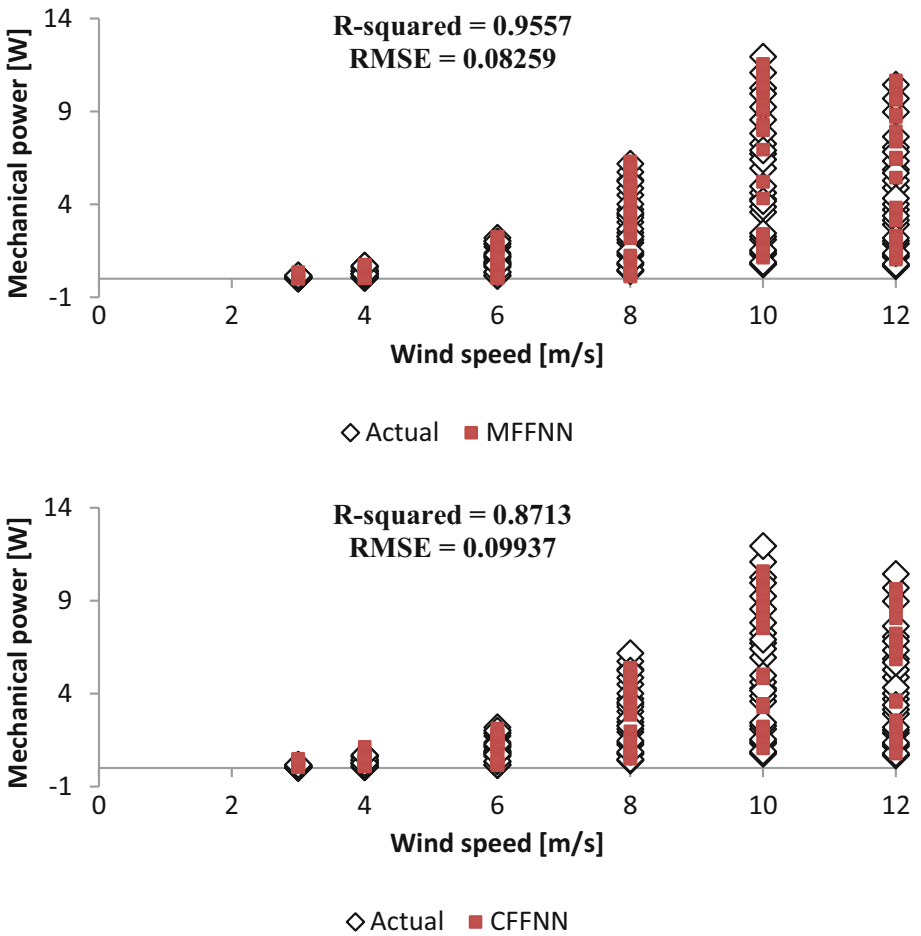 R-squared = 0.9557
RMSE = 0.08259
Mechanical power [W]
14
9
4
-1
0 2 4 6 8 10 12
Wind speed [m/s]
Actual MFFNN
R-squared = 0.8713
RMSE = 0.09937
Mechanical power [W]
14
9
4
-1
0 2 4 6 8 10 12
Wind speed [m/s]
Actual CFFNN